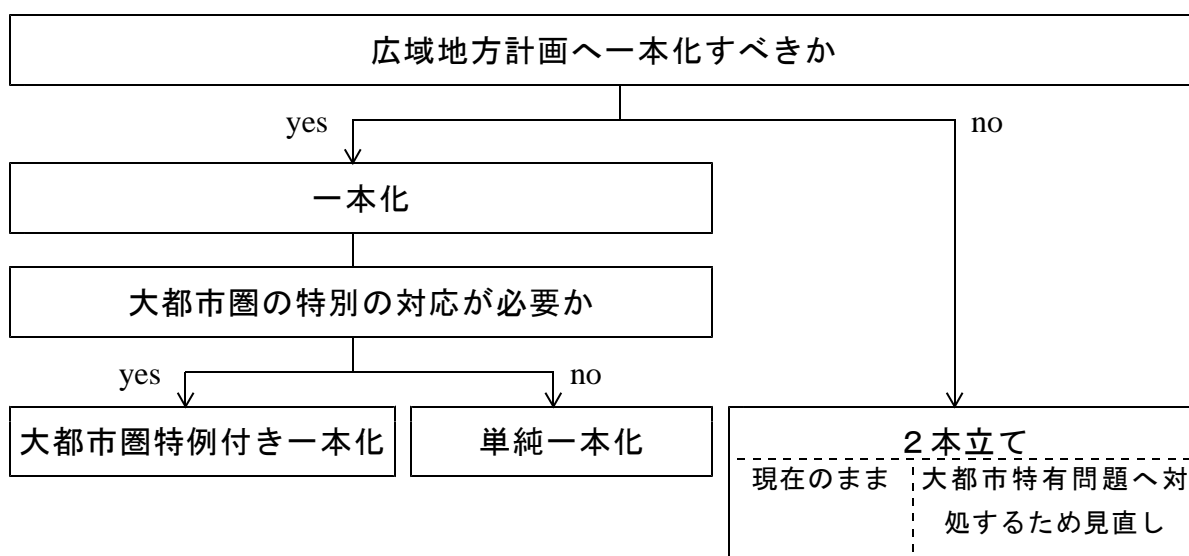 広域地方計画へ一本化すべきか
yes
no
一本化
大都市圏の特別の対応が必要か
yes
no
大都市圏特例付き一本化
単純一本化
２本立て
現在のまま
大都市特有問題へ対
処するため見直し